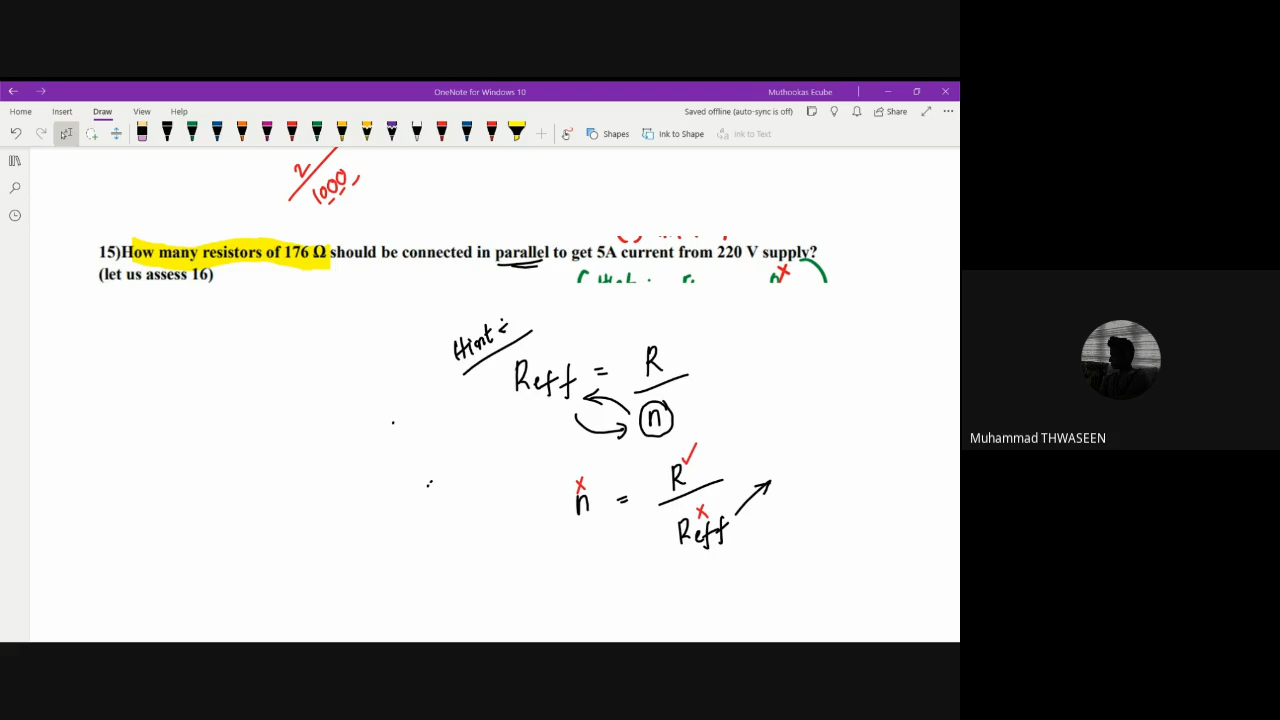 OneNote for Windows 10
Muthookas Ecube
Home Insert Draw View Help
Saved offline (auto-sync is off)
Share
Shapes
Ink to Shape
Ink to Text
2
1000
15)How many resistors of 176 Ω should be connected in parallel to get 5A current from 220 V supply?
(let us assess 16)
Hint:
Reff = R
n
n = R
Reff
Muhammad THWASEEN